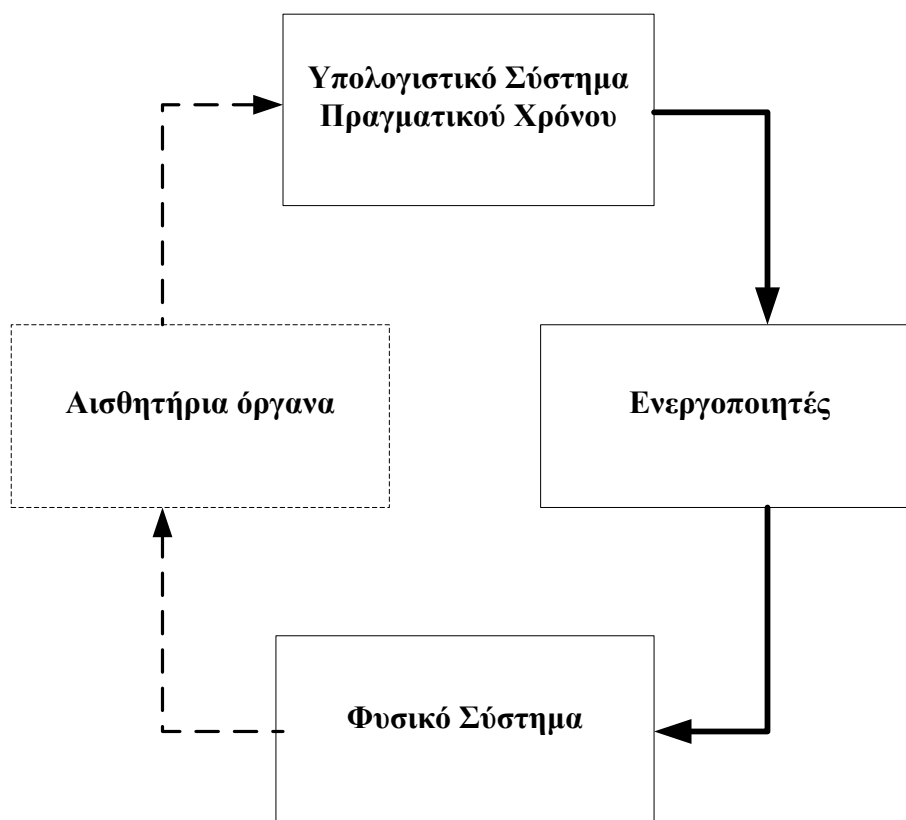 Υπολογιστικό Σύστημα
Πραγματικού Χρόνου
Αισθητήρια όργανα
Ενεργοποιητές
Φυσικό Σύστημα